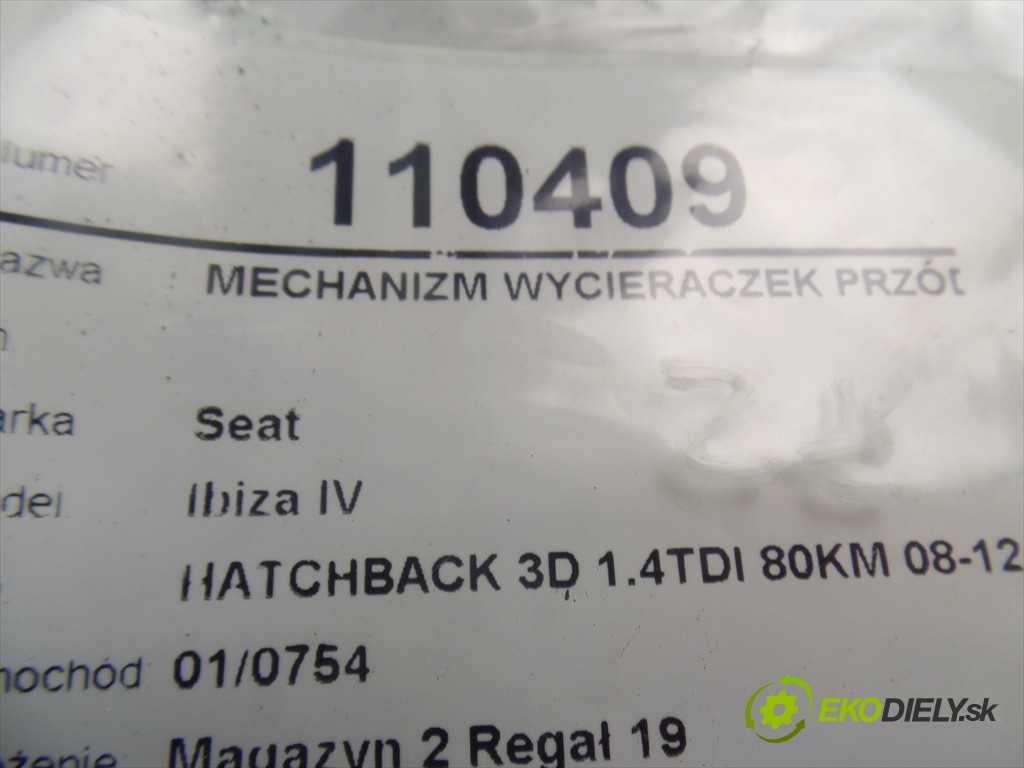 umer 110409
azwa MECHANIZM WYCIERACZEK PRZÓD
arka Seat
del Ibiza IV
HATCHBACK 3D 1.4TDI 80KM 08-12
mochód 01/0754
ożenie Magazyn 2 Regał 19
EKODIELY.sk